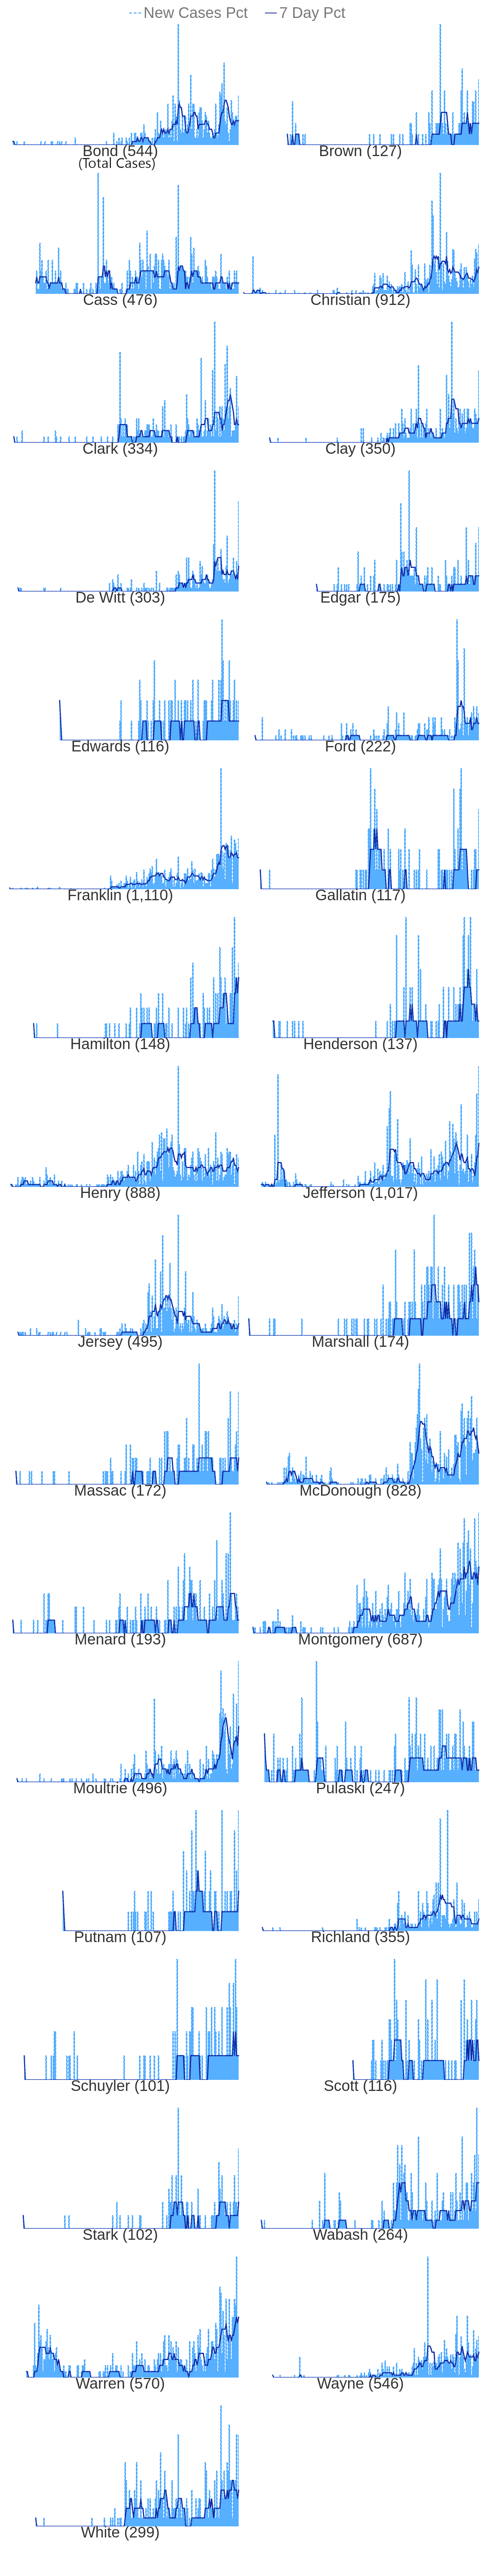 New Cases Pct 7 Day Pct
Bond (544) Brown (127)
(Total Cases)
Cass (476) Christian (912)
Clark (334) Clay (350)
De Witt (303) Edgar (175)
Edwards (116) Ford (222)
Franklin (1,110) Gallatin (117)
Hamilton (148) Henderson (137)
Henry (888) Jefferson (1,017)
Jersey (495) Marshall (174)
Massac (172) McDonough (828)
Menard (193) Montgomery (687)
Moultrie (496) Pulaski (247)
Putnam (107) Richland (355)
Schuyler (101) Scott (116)
Stark (102) Wabash (264)
Warren (570) Wayne (546)
White (299)